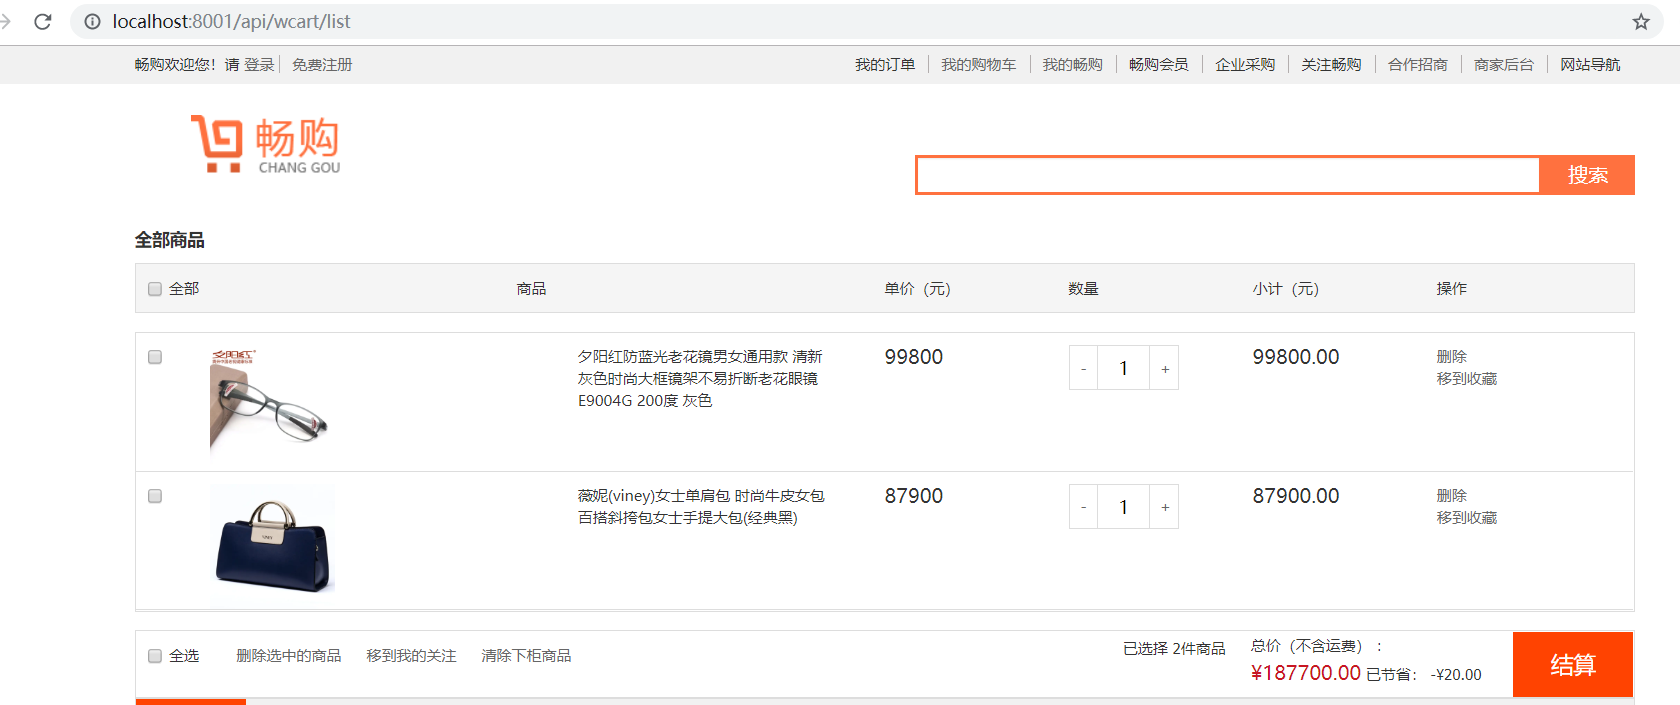 localhost:8001/api/wcart/list
畅购欢迎您！请 登录 免费注册 我的订单 我的购物车 我的畅购 畅购会员 企业采购 关注畅购 合作招商 商家后台 网站导航
畅购
CHANG GOU
搜索
全部商品
全部 商品 单价（元） 数量 小计（元） 操作
夕阳红
夕阳红防蓝光老花镜男女通用款 清新 99800 - 1 + 99800.00 删除
灰色时尚大框镜架不易折断老花眼镜 移到收藏
E9004G 200度 灰色
薇妮(viney)女士单肩包 时尚牛皮女包 87900 - 1 + 87900.00 删除
百搭斜挎包女士手提大包(经典黑) 移到收藏
全选 删除选中的商品 移到我的关注 清除下柜商品 已选择 2件商品 总价（不含运费）：
¥187700.00 已节省： -¥20.00
结算